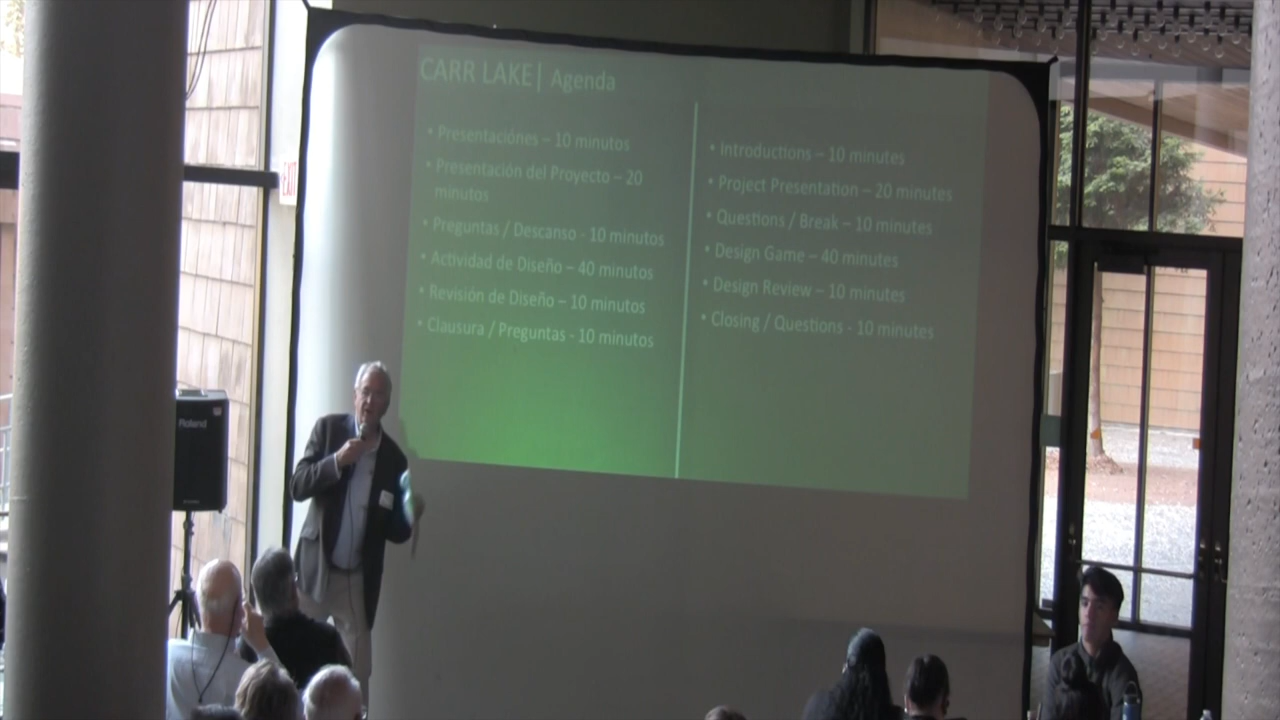 CARR LAKE| Agenda
• Presentaciónes – 10 minutos
• Presentación del Proyecto – 20
minutos
• Preguntas / Descanso - 10 minutos
• Actividad de Diseño – 40 minutos
• Revisión de Diseño – 10 minutos
• Clausura / Preguntas - 10 minutos
• Introductions – 10 minutes
• Project Presentation – 20 minutes
• Questions / Break – 10 minutes
• Design Game – 40 minutes
• Design Review – 10 minutes
• Closing / Questions - 10 minutes
EXIT
Roland